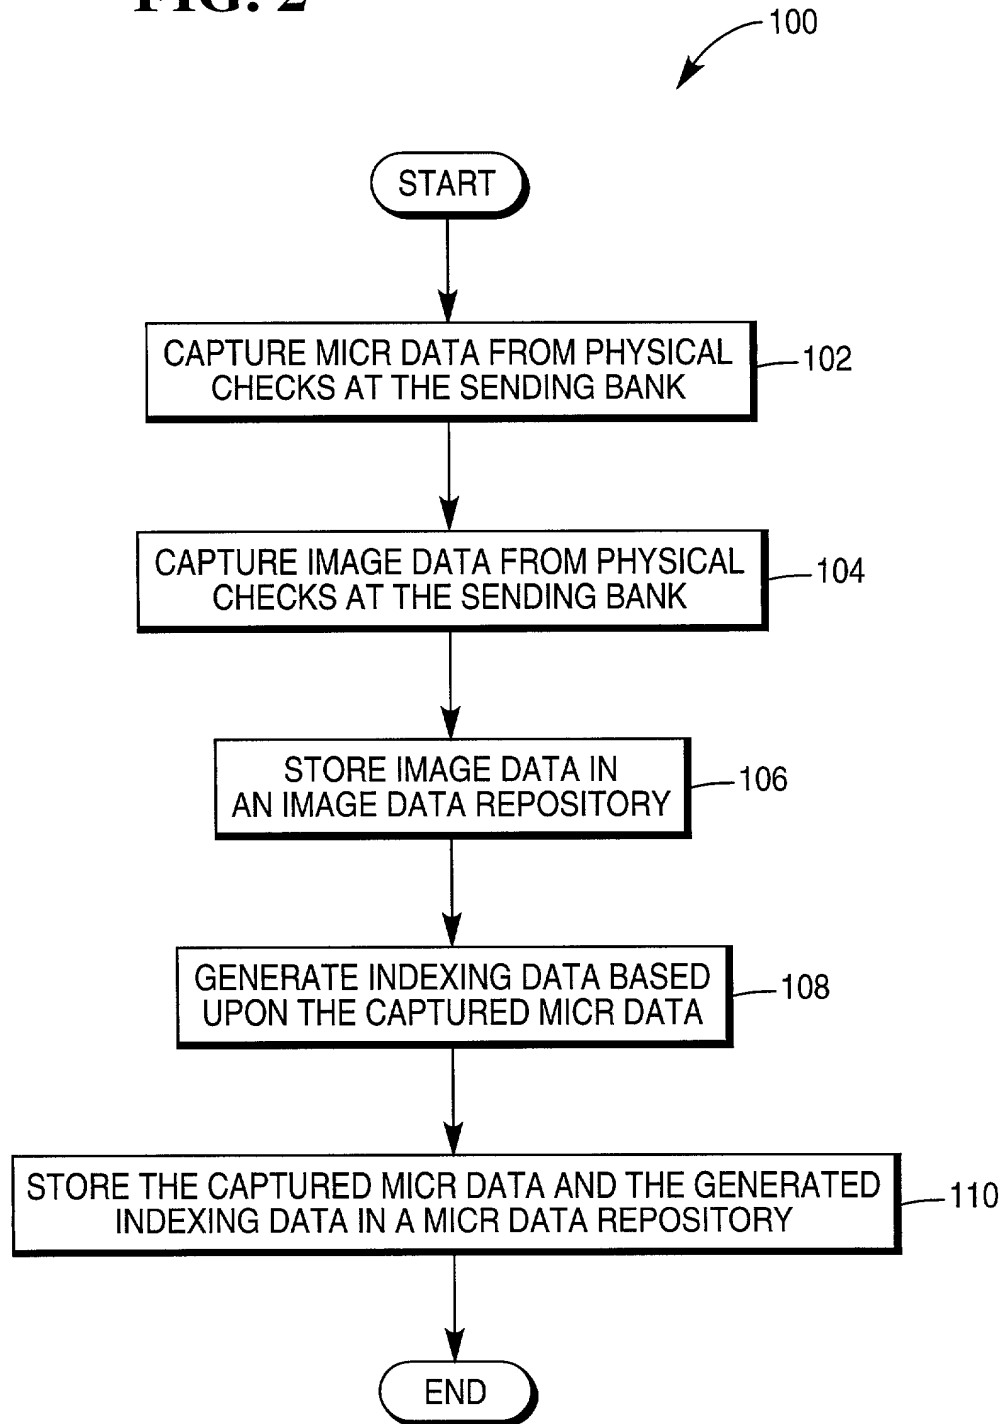 FIG. 2
100
START
CAPTURE MICR DATA FROM PHYSICAL
CHECKS AT THE SENDING BANK
102
CAPTURE IMAGE DATA FROM PHYSICAL
CHECKS AT THE SENDING BANK
104
STORE IMAGE DATA IN
AN IMAGE DATA REPOSITORY
106
GENERATE INDEXING DATA BASED
UPON THE CAPTURED MICR DATA
108
STORE THE CAPTURED MICR DATA AND THE GENERATED
INDEXING DATA IN A MICR DATA REPOSITORY
110
END